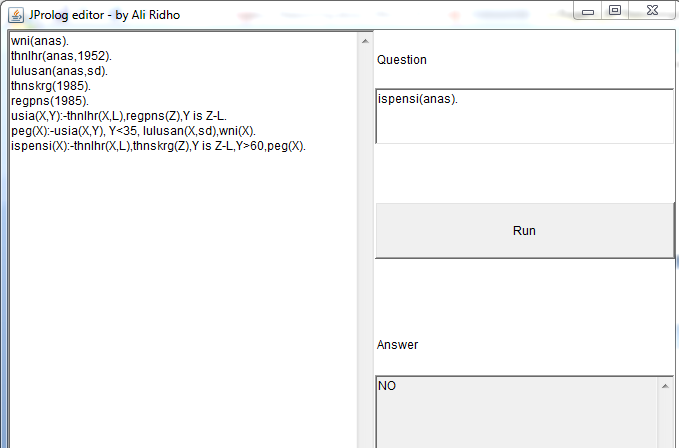 JProlog editor - by Ali Ridho
wni(anas).
thnlhr(anas,1952).
lulusan(anas,sd).
thnskrg(1985).
regpns(1985).
usia(X,Y):-thnlhr(X,L),regpns(Z),Y is Z-L.
peg(X):-usia(X,Y), Y<35, lulusan(X,sd),wni(X).
ispensi(X):-thnlhr(X,L),thnskrg(Z),Y is Z-L,Y>60,peg(X).
Question
ispensi(anas).
Run
Answer
NO